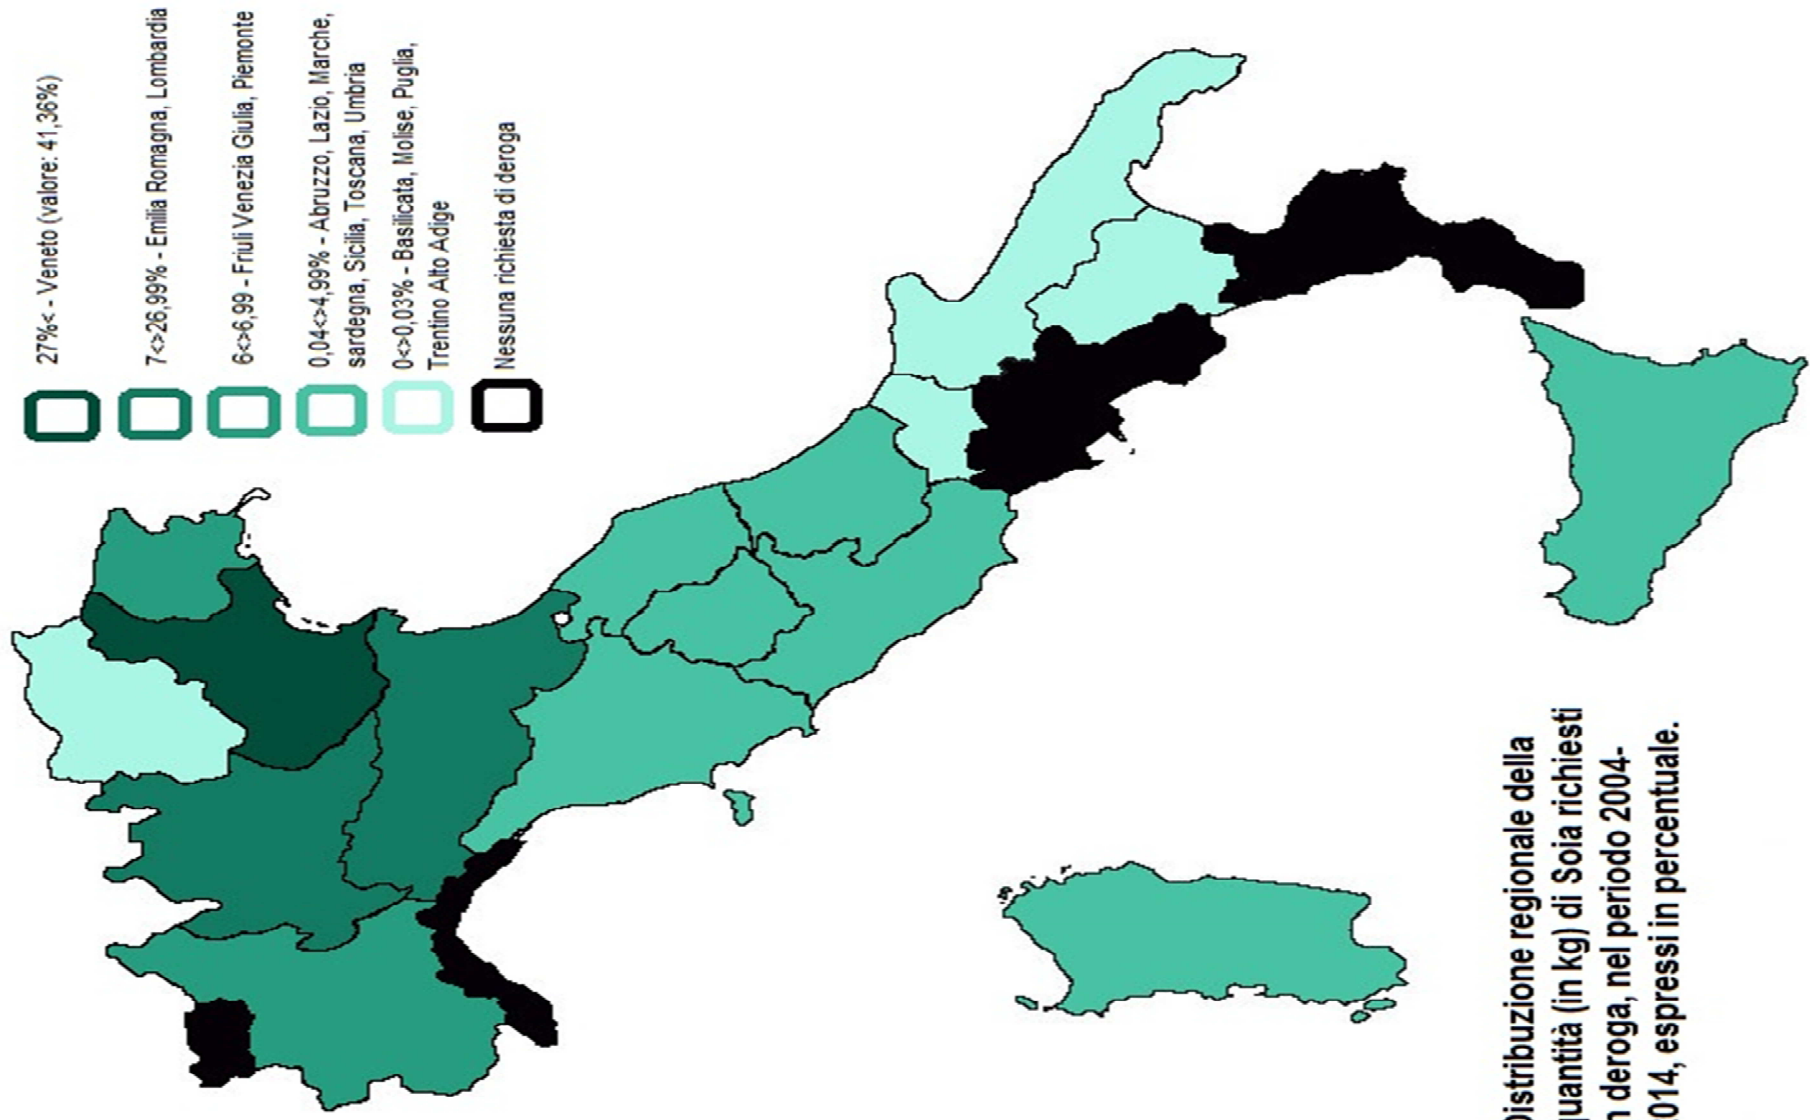 27%< - Veneto (valore: 41,36%)
7<>26,99% - Emilia Romagna, Lombardia
6<>6,99 - Friuli Venezia Giulia, Piemonte
0,04<>4,99% - Abruzzo, Lazio, Marche,
sardegna, Sicilia, Toscana, Umbria
0<>0,03% - Basilicata, Molise, Puglia,
Trentino Alto Adige
Nessuna richiesta di deroga
Distribuzione regionale della
quantità (in kg) di Soia richiesti
n deroga, nel periodo 2004-
014, espressi in percentuale.